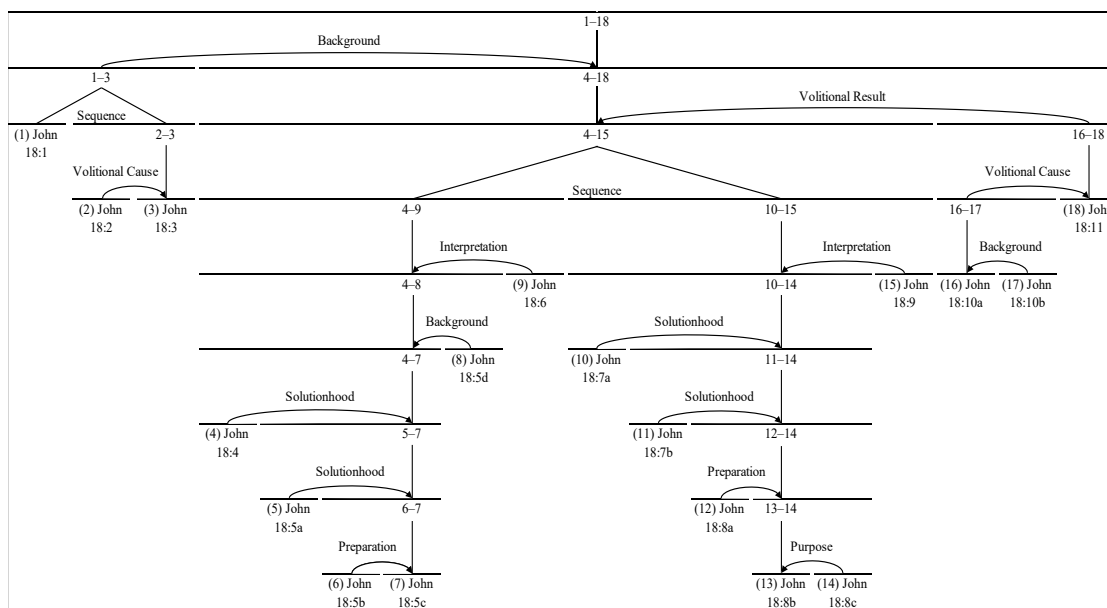 1–18
Background
1–3
4–18
Volitional Result
Sequence
(1) John
18:1
2–3
4–15
16–18
Volitional Cause
Sequence
Volitional Cause
(2) John
18:2
(3) John
18:3
4–9
10–15
16–17
(18) Joh
18:11
Interpretation
Interpretation
Background
4–8
(9) John
18:6
10–14
(15) John
18:9
(16) John
18:10a
(17) John
18:10b
Background
Solutionhood
4–7
(8) John
18:5d
(10) John
18:7a
11–14
Solutionhood
Solutionhood
(4) John
18:4
5–7
(11) John
18:7b
12–14
Solutionhood
Preparation
(5) John
18:5a
6–7
(12) John
18:8a
13–14
Preparation
Purpose
(6) John
18:5b
(7) John
18:5c
(13) John
18:8b
(14) John
18:8c